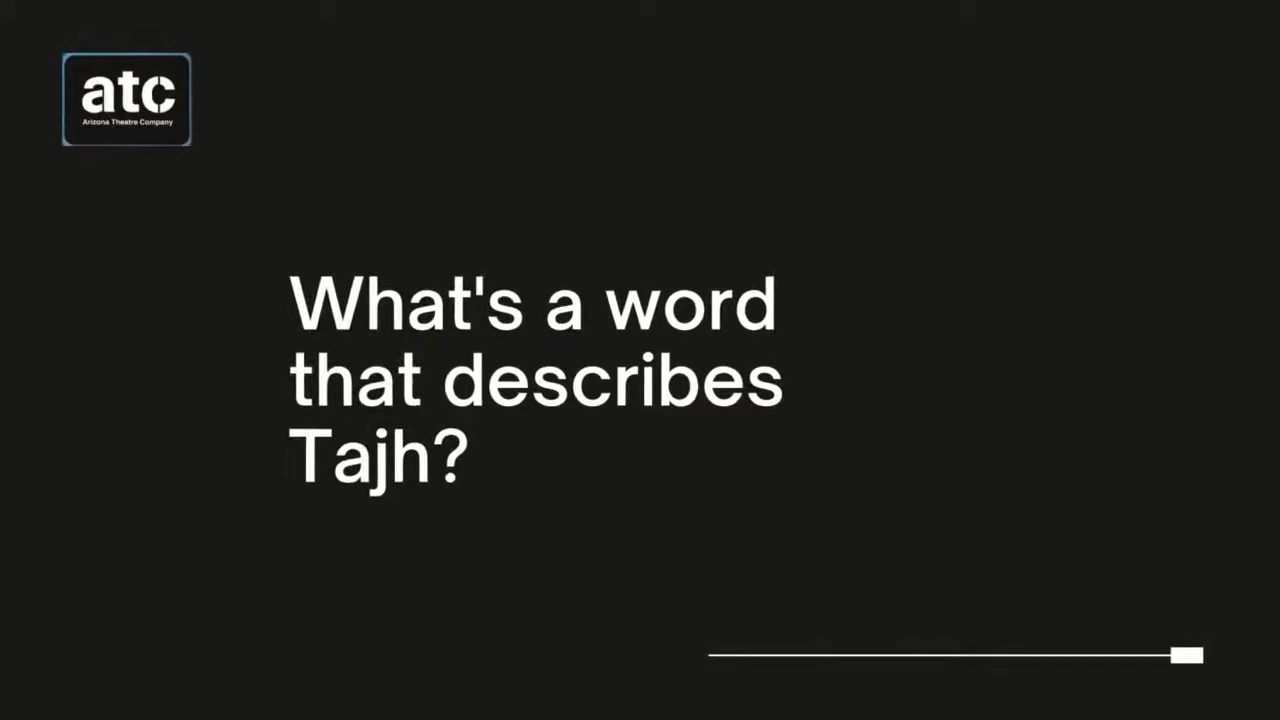 atc
Arizona Theatre Company
What's a word
that describes
Tajh?